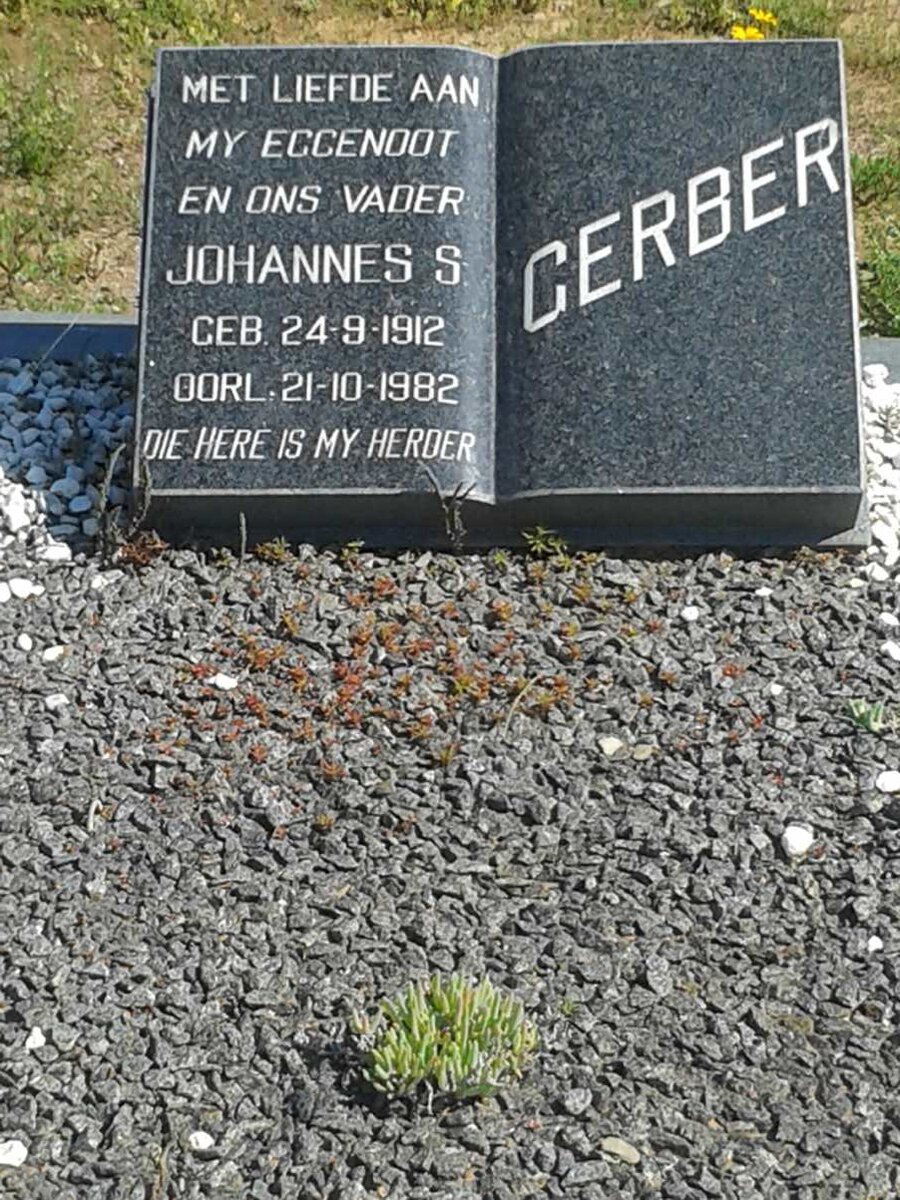 MET LIEFDE AAN
MY EGGENOOT
EN ONS VADER
JOHANNES S.
GEB. 24-9-1912
OORL. 21-10-1982
DIE HERE IS MY HERDER
GERBER